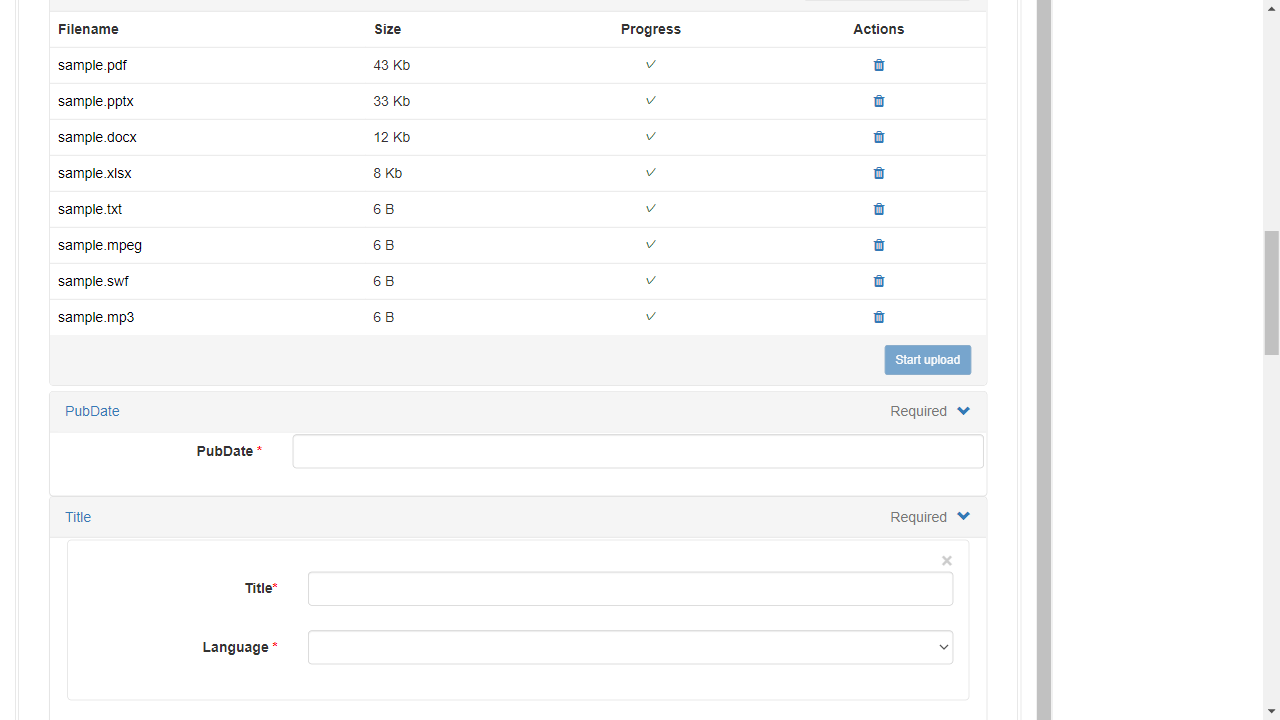 Filename Size Progress Actions
sample.pdf 43 Kb ✓
sample.pptx 33 Kb ✓
sample.docx 12 Kb ✓
sample.xlsx 8 Kb ✓
sample.txt 6 B ✓
sample.mpeg 6 B ✓
sample.swf 6 B ✓
sample.mp3 6 B ✓
Start upload
PubDate Required
PubDate *
Title Required
×
Title*
Language *